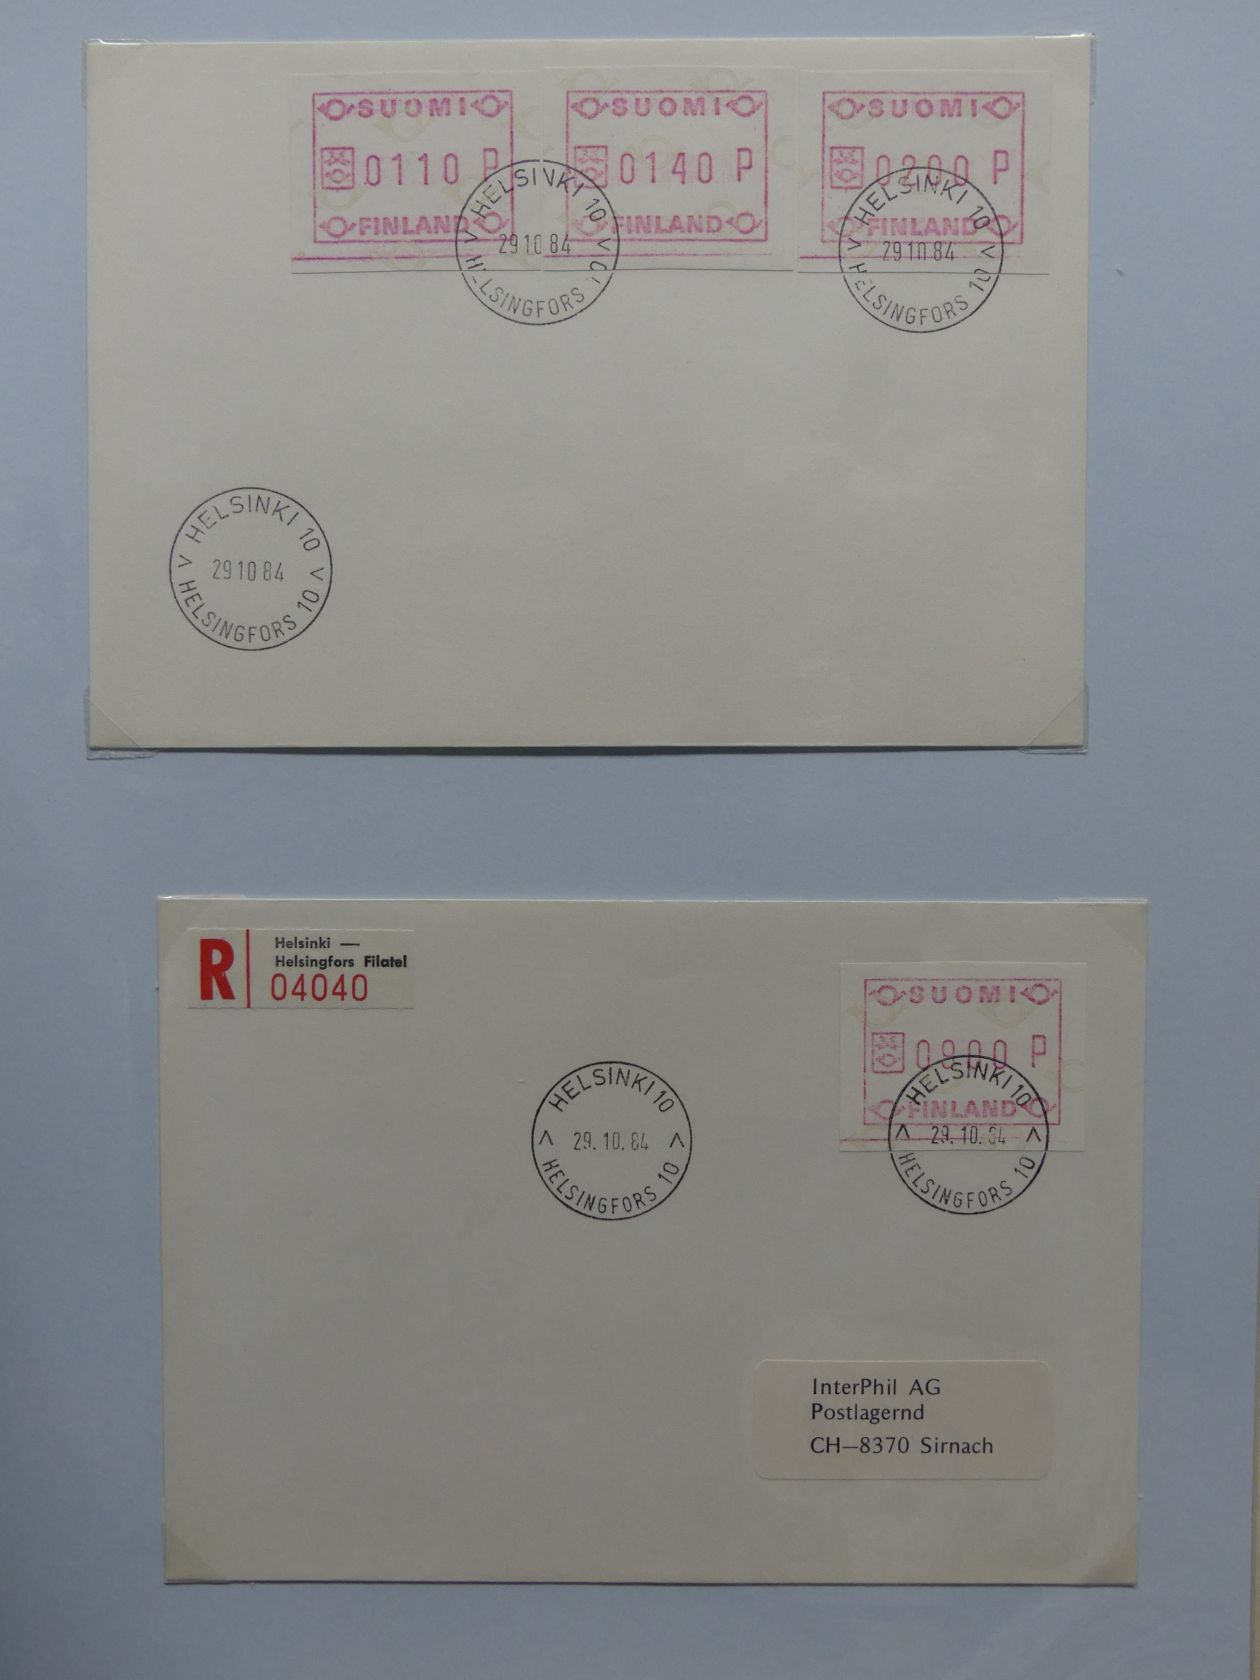 SUOMI
0110 P
FINLAND
SUOMI
0140 P
FINLAND
SUOMI
0200 P
FINLAND
HELSINKI 10
29 10 84
HELSINGFORS 10
HELSINKI 10
29 10 84
HELSINGFORS 10
HELSINKI 10
29 10 84
HELSINGFORS 10
R
Helsinki —
Helsingfors Filatel
04040
SUOMI
P
FINLAND
HELSINKI 10
29. 10. 84
HELSINGFORS 10
HELSINKI 10
29. 10. 84
HELSINGFORS 10
InterPhil AG
Postlagernd
CH—8370 Sirnach